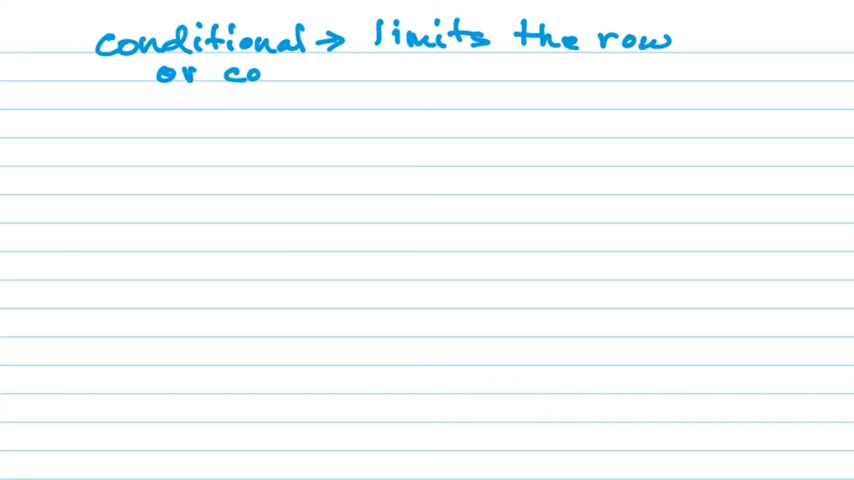 conditional → limits the row
or co